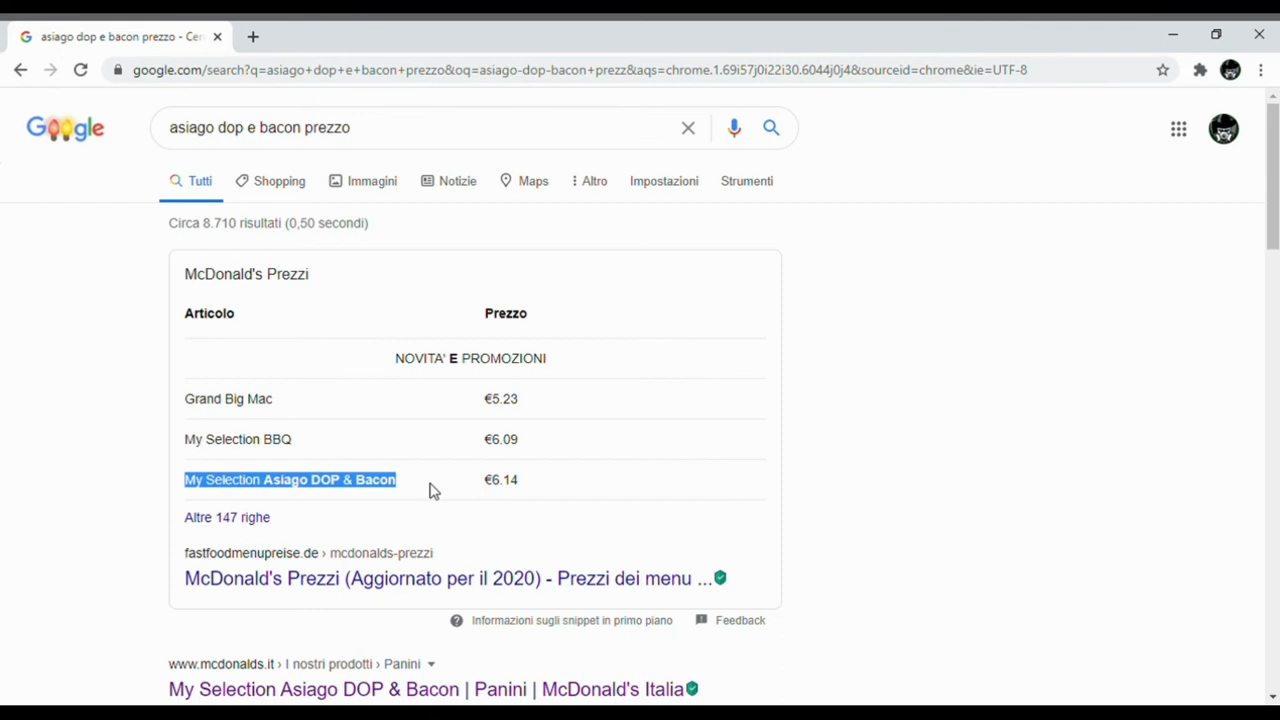 asiago dop e bacon prezzo - Cer
google.com/search?q=asiago+dop+e+bacon+prezzo&oq=asiago-dop-bacon+prezz&aqs=chrome.1.69i57j0i22i30.6044j0j4&sourceid=chrome&ie=UTF-8
Google
asiago dop e bacon prezzo
Tutti Shopping Immagini Notizie Maps Altro Impostazioni Strumenti
Circa 8.710 risultati (0,50 secondi)
McDonald's Prezzi
Articolo Prezzo
NOVITA' E PROMOZIONI
Grand Big Mac €5.23
My Selection BBQ €6.09
My Selection Asiago DOP & Bacon €6.14
Altre 147 righe
fastfoodmenupreise.de › mcdonalds-prezzi
McDonald's Prezzi (Aggiornato per il 2020) - Prezzi dei menu ...
Informazioni sugli snippet in primo piano Feedback
www.mcdonalds.it › I nostri prodotti › Panini
My Selection Asiago DOP & Bacon | Panini | McDonald's Italia